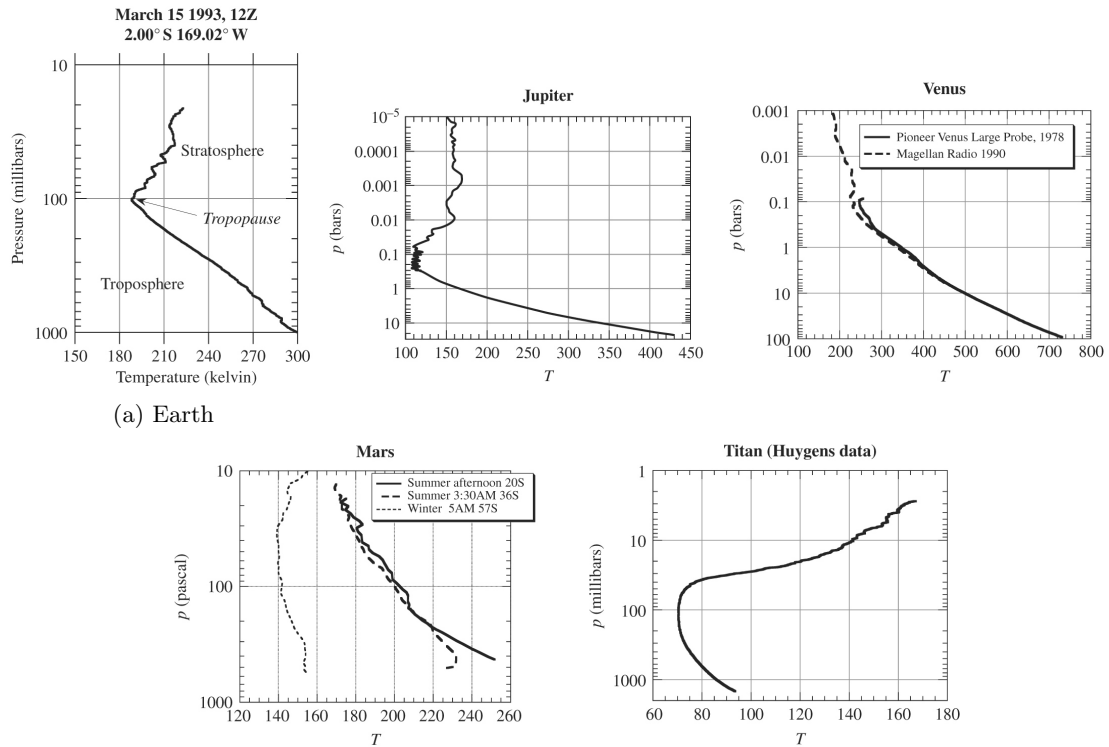 March 15 1993, 12Z
2.00° S 169.02° W
10
100
1000
150
190
210
240
270
300
Pressure (millibars)
Temperature (kelvin)
Stratosphere
Tropopause
Troposphere
(a) Earth
Jupiter
10⁻⁵
0.0001
0.001
0.01
0.1
1
10
100
150
200
250
300
350
400
450
p (bars)
T
Venus
Pioneer Venus Large Probe, 1978
Magellan Radio 1990
0.001
0.01
0.1
1
10
100
100
200
300
400
500
600
700
800
p (bars)
T
Mars
Summer afternoon 20S
Summer 3:30AM 36S
Winter 5AM 57S
10
100
1000
120
140
160
180
200
220
240
260
p (pascal)
T
Titan (Huygens data)
1
10
100
1000
60
80
100
120
140
160
180
p (millibars)
T